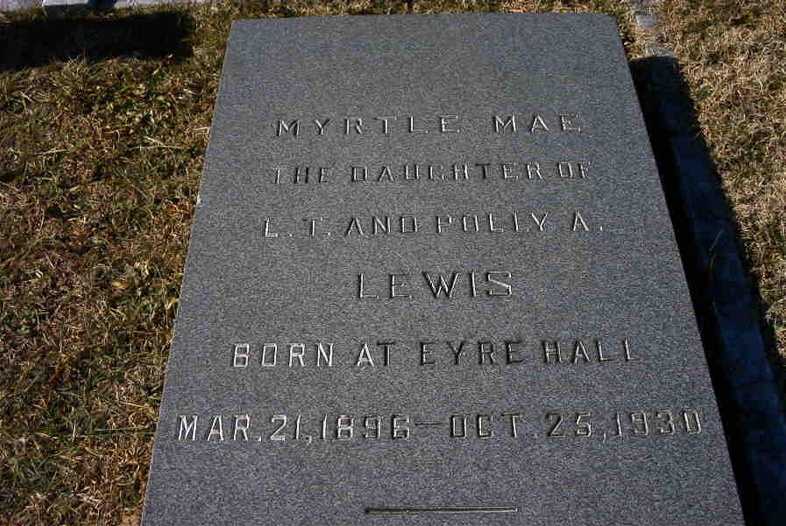 MYRTLE MAE
THE DAUGHTER OF
L. T. AND POLLY A.
LEWIS
BORN AT EYRE HALL
MAR. 21, 1896 — OCT. 25, 1930